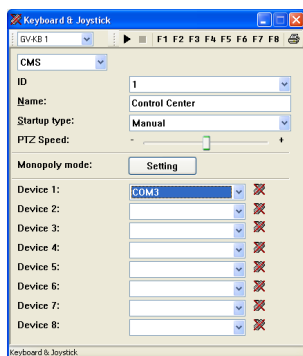 Keyboard & Joystick
GV-KB 1 F1 F2 F3 F4 F5 F6 F7 F8
CMS
ID 1
Name: Control Center
Startup type: Manual
PTZ Speed: - +
Monopoly mode: Setting
Device 1: COM3
Device 2:
Device 3:
Device 4:
Device 5:
Device 6:
Device 7:
Device 8:
Keyboard & Joystick